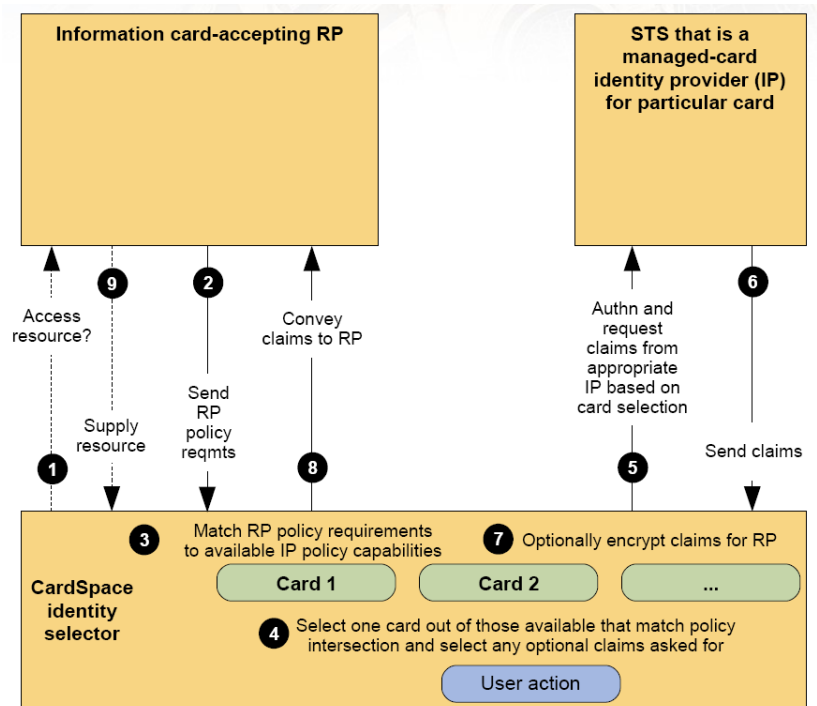 Information card-accepting RP
STS that is a
managed-card
identity provider (IP)
for particular card
1
Access
resource?
9
Supply
resource
2
Send
RP
policy
reqmts
8
Convey
claims to RP
5
Authn and
request
claims from
appropriate
IP based on
card selection
6
Send claims
CardSpace
identity
selector
3
Match RP policy requirements
to available IP policy capabilities
7
Optionally encrypt claims for RP
Card 1
Card 2
...
4
Select one card out of those available that match policy
intersection and select any optional claims asked for
User action